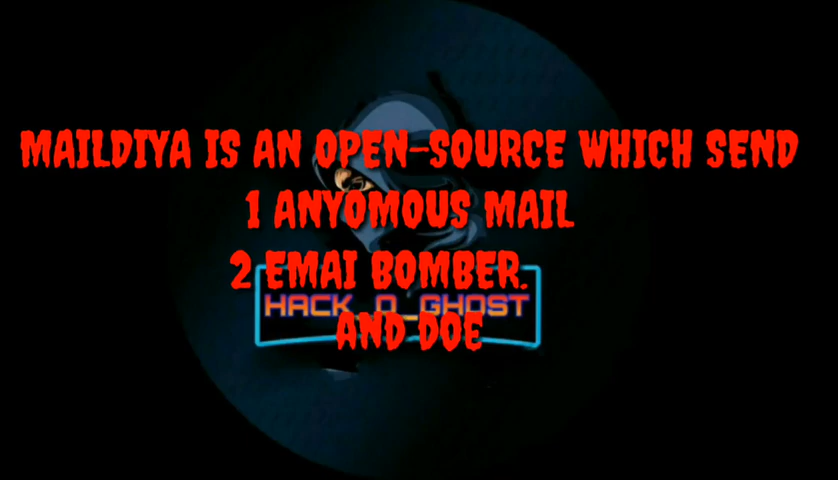 MAILDIYA IS AN OPEN-SOURCE WHICH SEND
1 ANYOMOUS MAIL
2 EMAI BOMBER.
HACK_O_GHOST
AND DOE